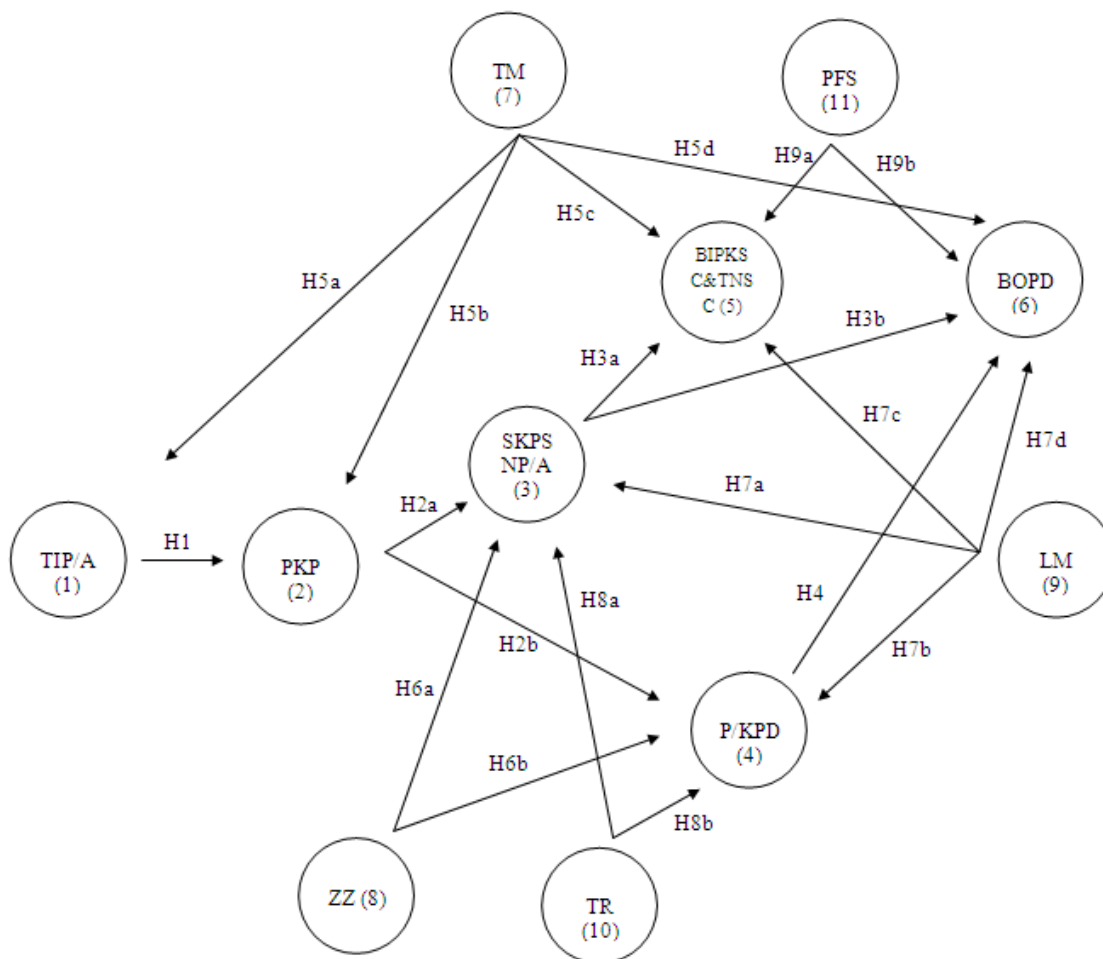 TM
(7)
PFS
(11)
H5d
H9a
H9b
H5c
BIPKS
C&TNS
C (5)
BOPD
(6)
H5a
H5b
H3b
H3a
H7c
H7d
SKPS
NP/A
(3)
H7a
H2a
TIP/A
(1)
H1
PKP
(2)
LM
(9)
H4
H8a
H2b
H7b
H6a
P/KPD
(4)
H6b
H8b
ZZ (8)
TR
(10)